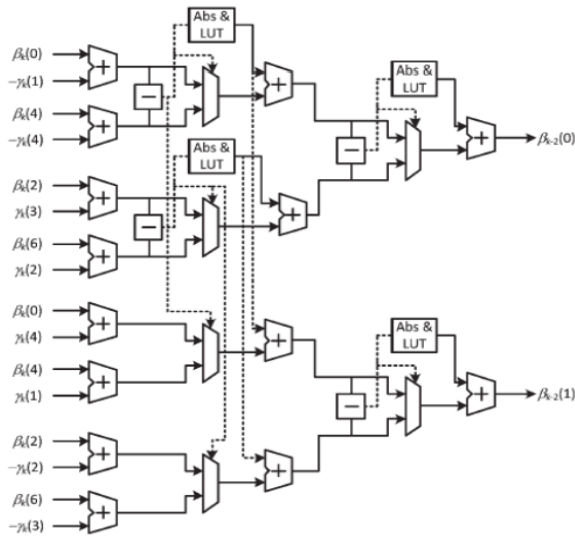 Abs & LUT
βk(0)
−γk(1)
+
+
Abs & LUT
−
+
βk(4)
−γk(4)
+
−
+
βk-2(0)
Abs & LUT
βk(2)
γk(3)
+
−
+
βk(6)
γk(2)
+
βk(0)
γk(4)
+
+
Abs & LUT
βk(4)
γk(1)
+
−
+
βk-2(1)
βk(2)
−γk(2)
+
+
βk(6)
−γk(3)
+